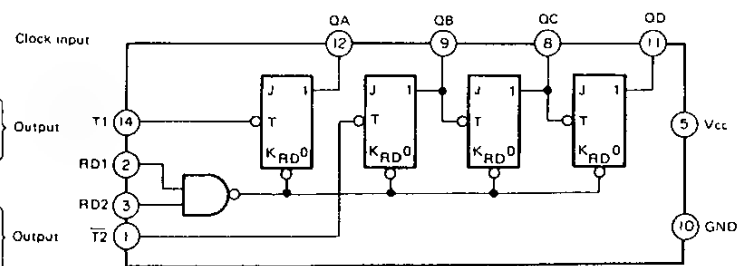 QA QB QC QD
Clock input
12 9 8 11
J 1 J 1 J 1 J 1
Output T1 14 T T T T 5 Vcc
K RD 0 K RD 0 K RD 0 K RD 0
RD1 2
RD2 3
Output T2 1 10 GND